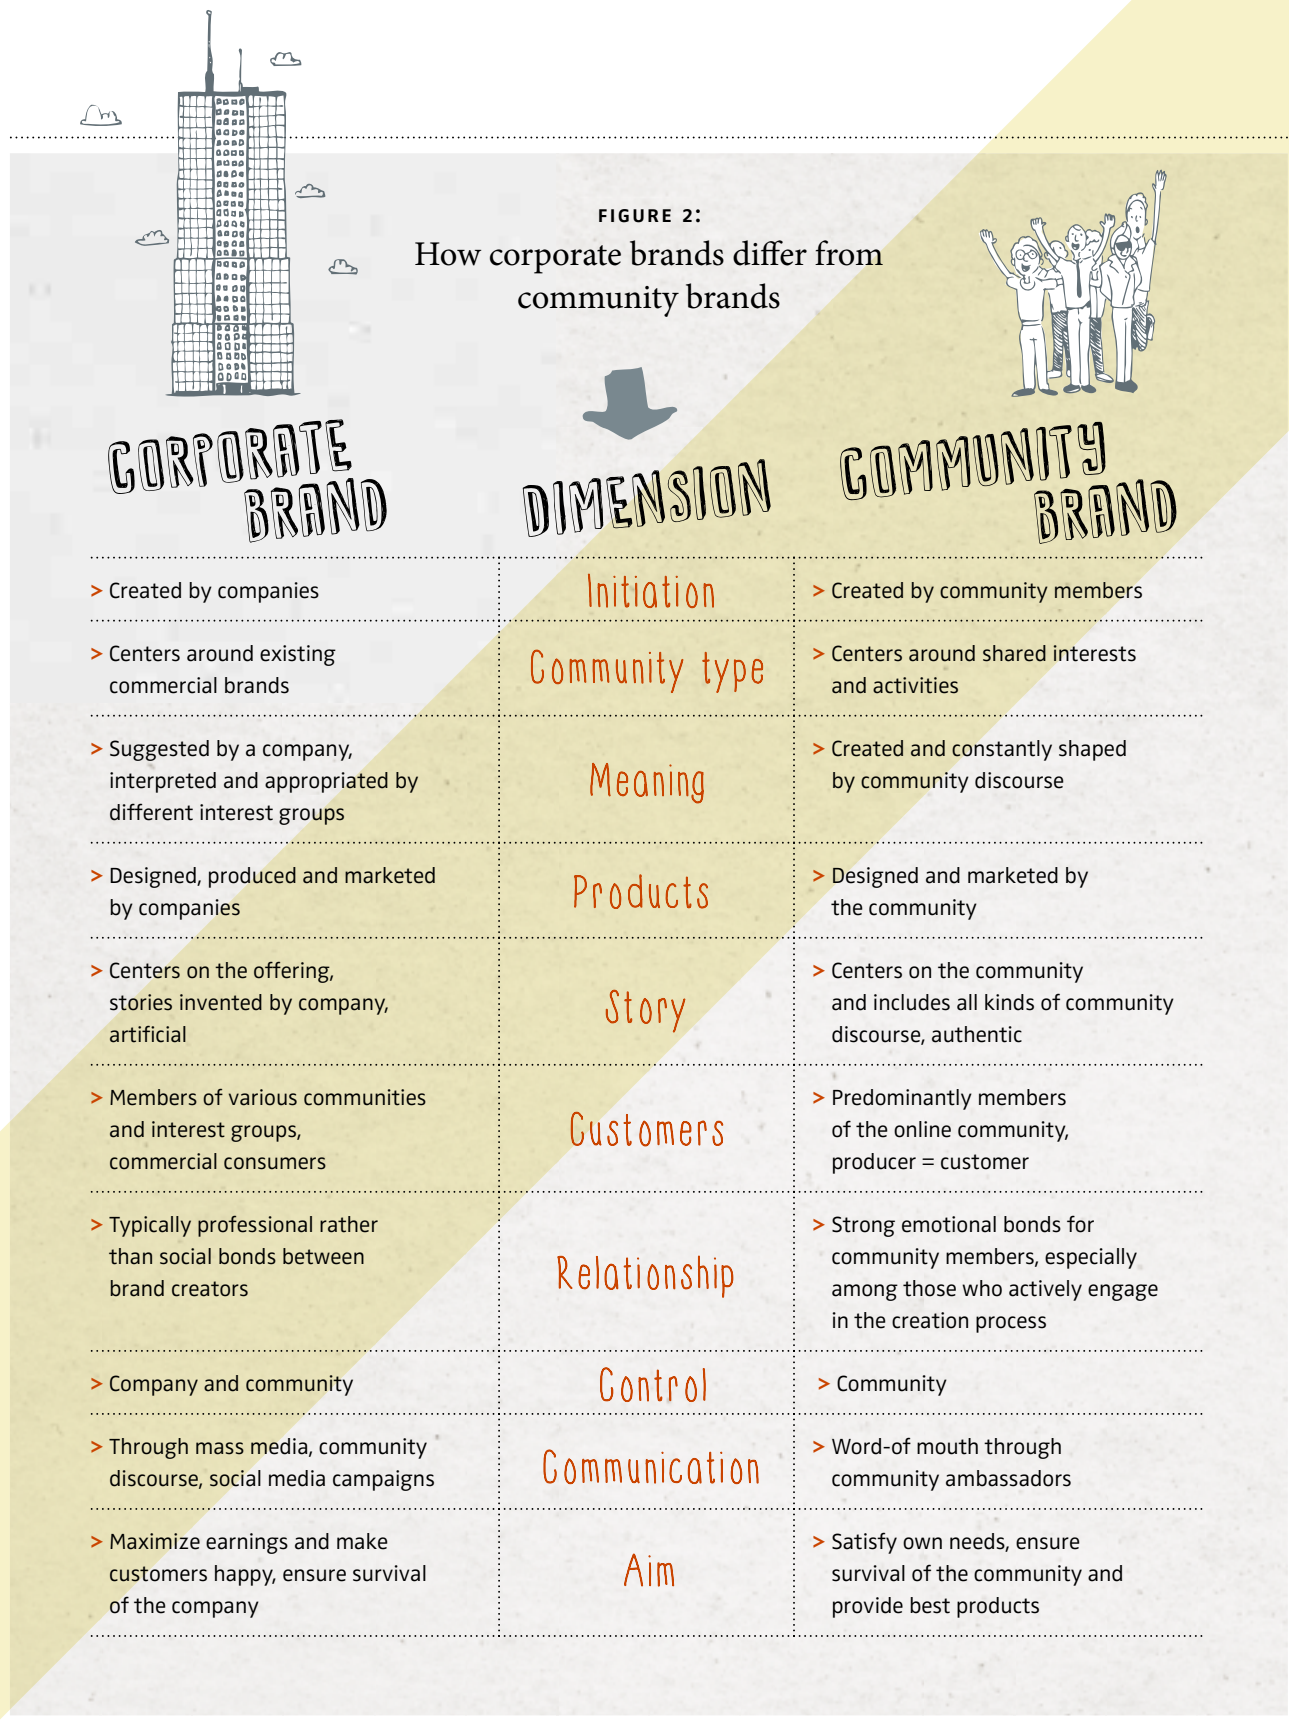 FIGURE 2:
How corporate brands differ from
community brands
CORPORATE
BRAND
DIMENSION
COMMUNITY
BRAND
> Created by companies
Initiation
> Created by community members
> Centers around existing
commercial brands
Community type
> Centers around shared interests
and activities
> Suggested by a company,
interpreted and appropriated by
different interest groups
Meaning
> Created and constantly shaped
by community discourse
> Designed, produced and marketed
by companies
Products
> Designed and marketed by
the community
> Centers on the offering,
stories invented by company,
artificial
Story
> Centers on the community
and includes all kinds of community
discourse, authentic
> Members of various communities
and interest groups,
commercial consumers
Customers
> Predominantly members
of the online community,
producer = customer
> Typically professional rather
than social bonds between
brand creators
Relationship
> Strong emotional bonds for
community members, especially
among those who actively engage
in the creation process
> Company and community
Control
> Community
> Through mass media, community
discourse, social media campaigns
Communication
> Word-of mouth through
community ambassadors
> Maximize earnings and make
customers happy, ensure survival
of the company
Aim
> Satisfy own needs, ensure
survival of the community and
provide best products